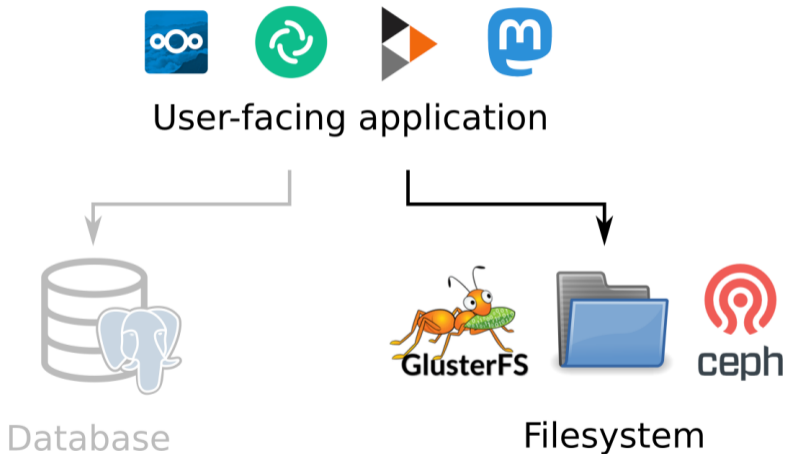 m
User-facing application
GlusterFS
ceph
Database
Filesystem